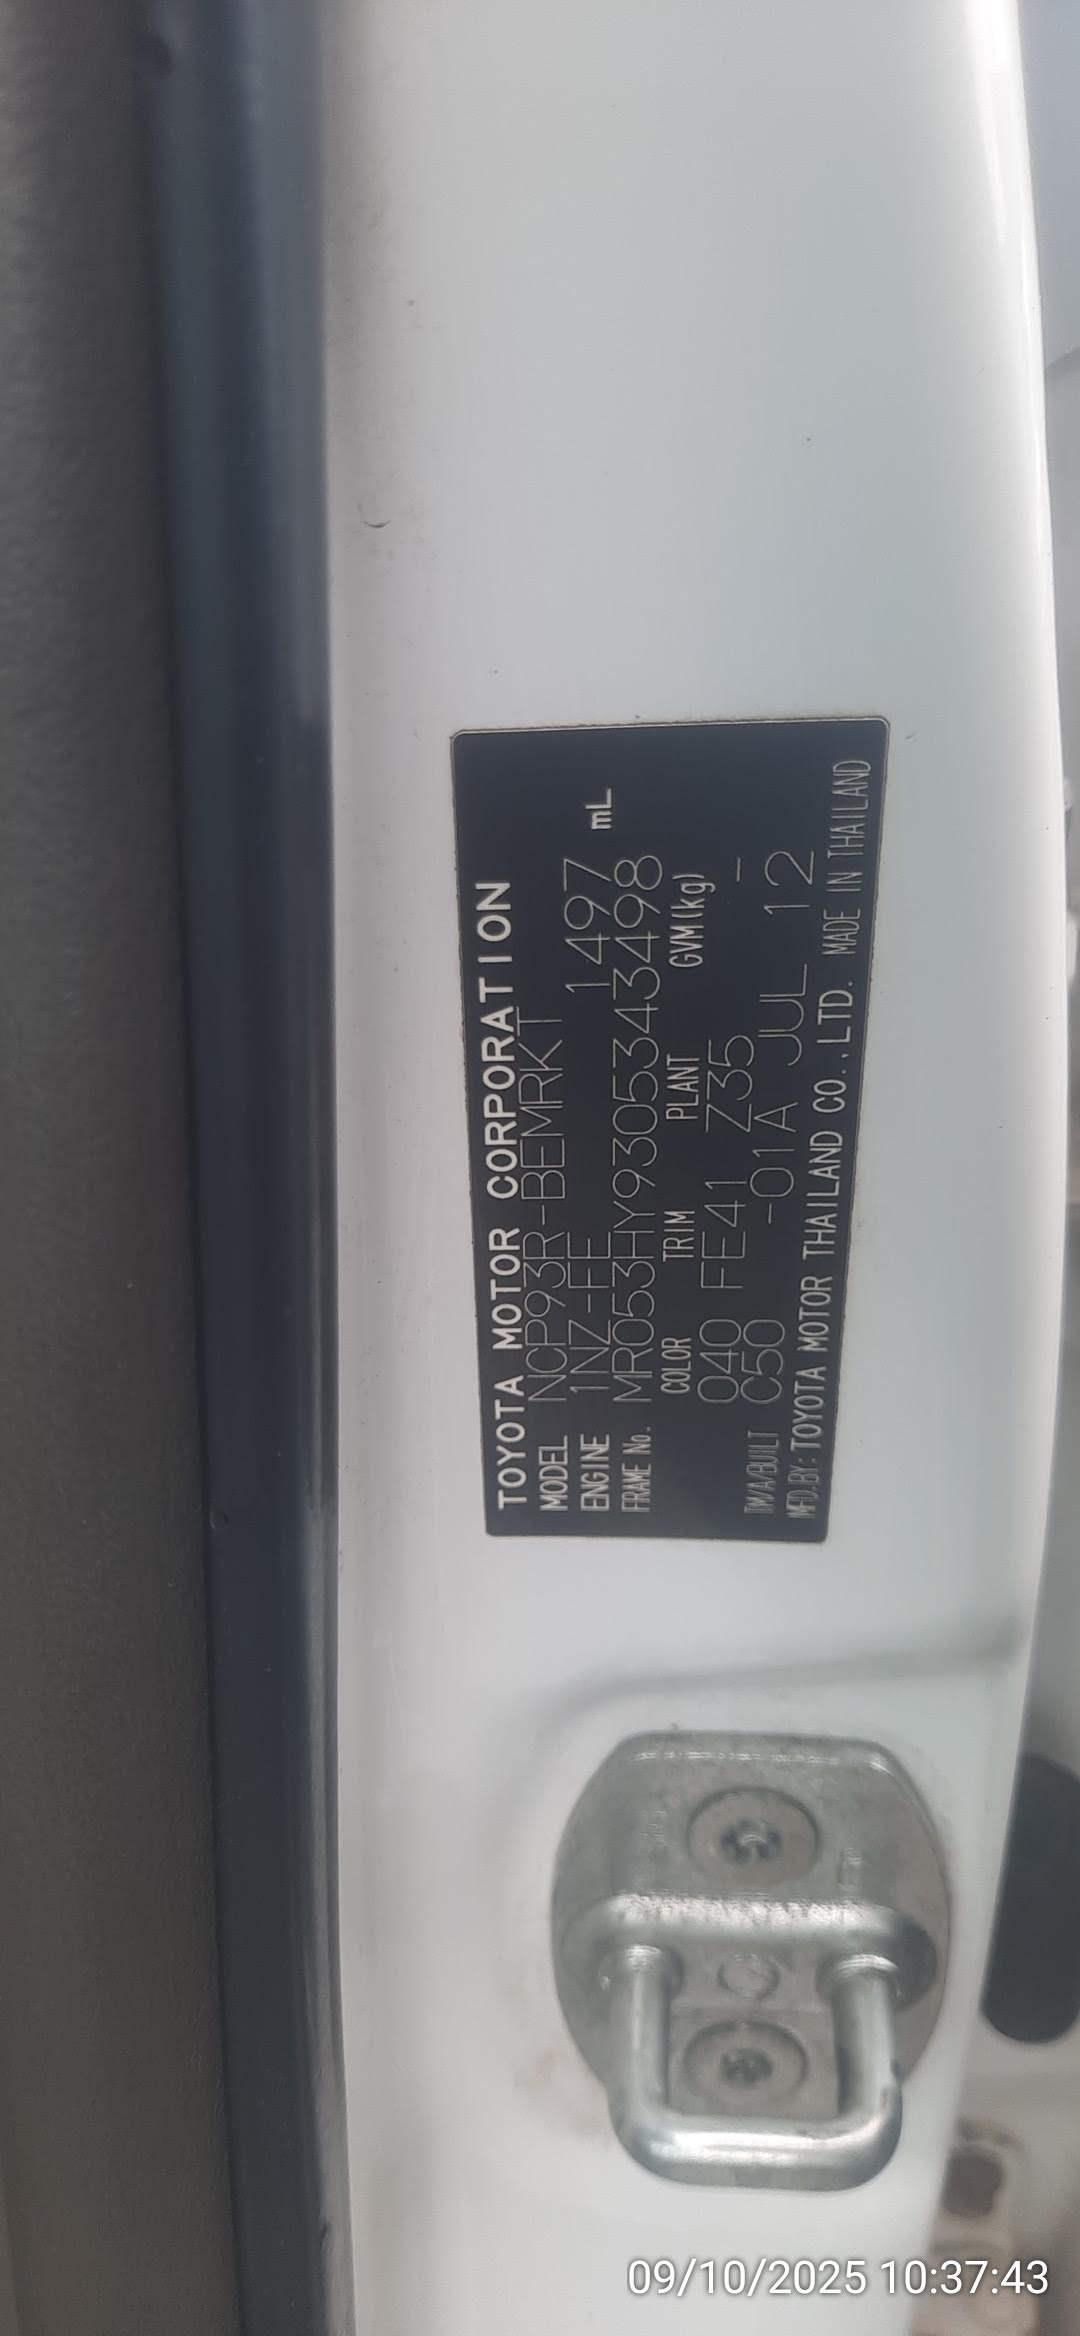 TOYOTA MOTOR CORPORATION
MODEL NCP93R-BEMRKT
ENGINE 1NZ-FE 1497 mL
FRAME No. MR053HY9305343498
COLOR TRIM PLANT GVM(kg)
040 FE41 Z35 -
T/A/BUILT C50 -01A JUL 12
MFD.BY: TOYOTA MOTOR THAILAND CO.,LTD. MADE IN THAILAND
09/10/2025 10:37:43